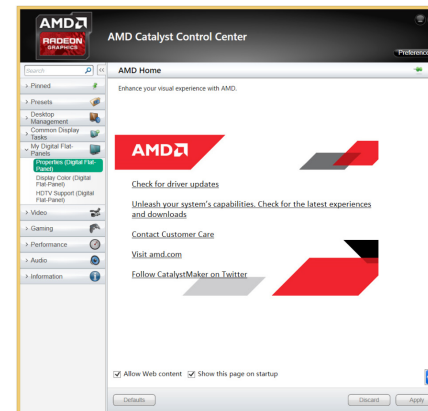 AMD
RADEON
GRAPHICS
AMD Catalyst Control Center
Preferences
Search
AMD Home
Pinned
Presets
Desktop
Management
Common Display
Tasks
My Digital Flat-
Panels
Properties (Digital Flat-
Panel)
Display Color (Digital
Flat-Panel)
HDTV Support (Digital
Flat-Panel)
Video
Gaming
Performance
Audio
Information
Enhance your visual experience with AMD.
AMD
Check for driver updates
Unleash your system's capabilities. Check for the latest experiences
and downloads
Contact Customer Care
Visit amd.com
Follow CatalystMaker on Twitter
Allow Web content
Show this page on startup
Defaults
Discard
Apply